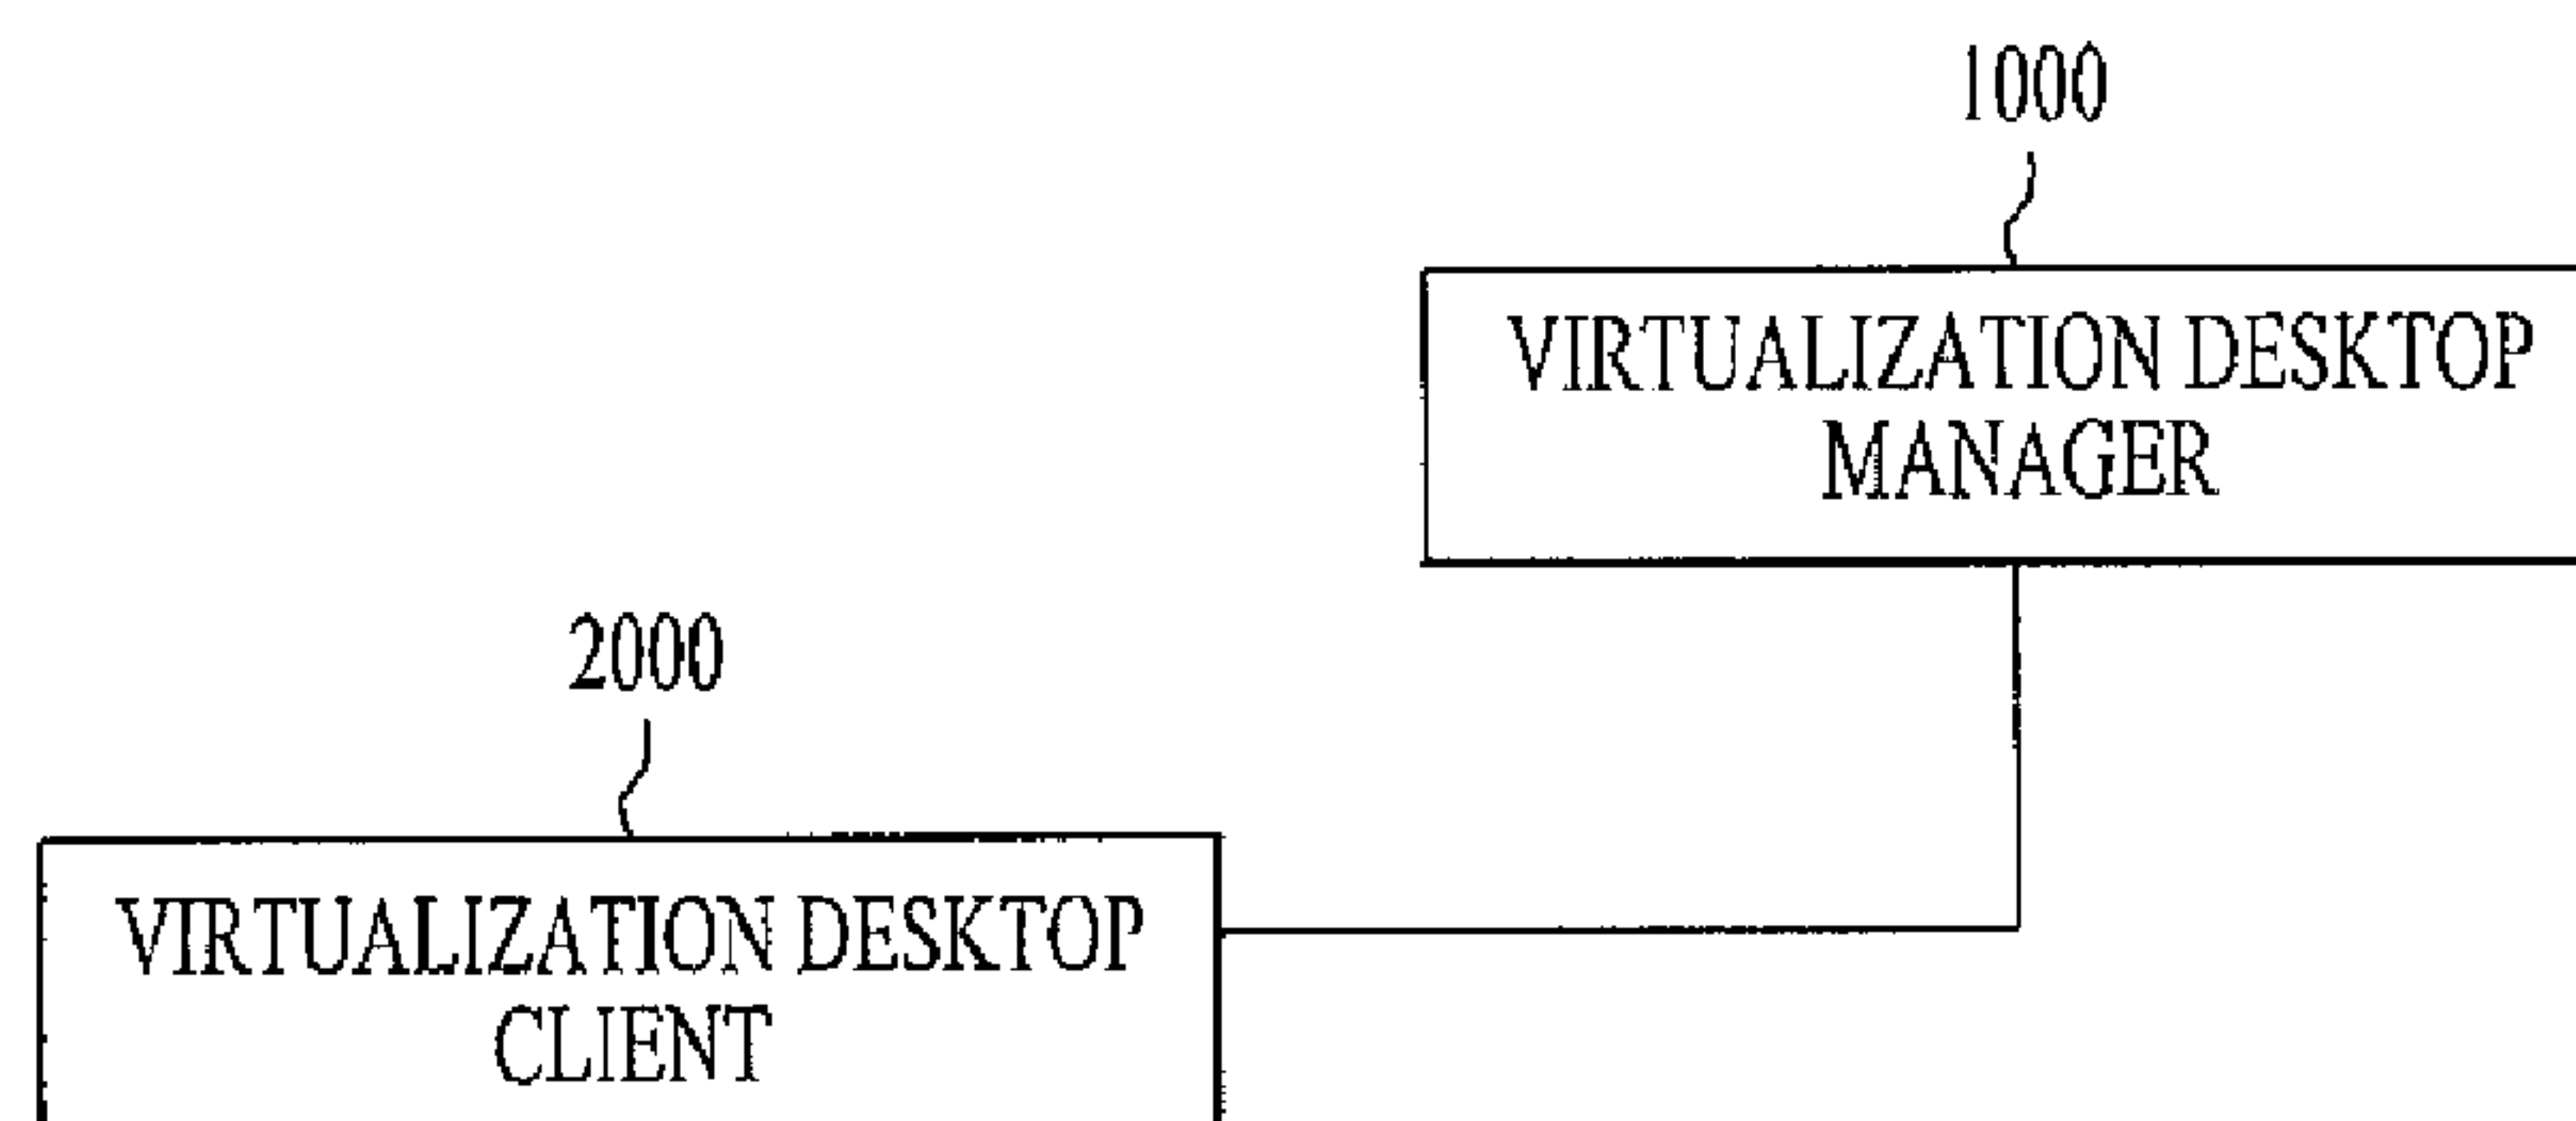 1000
VIRTUALIZATION DESKTOP
MANAGER
2000
VIRTUALIZATION DESKTOP
CLIENT